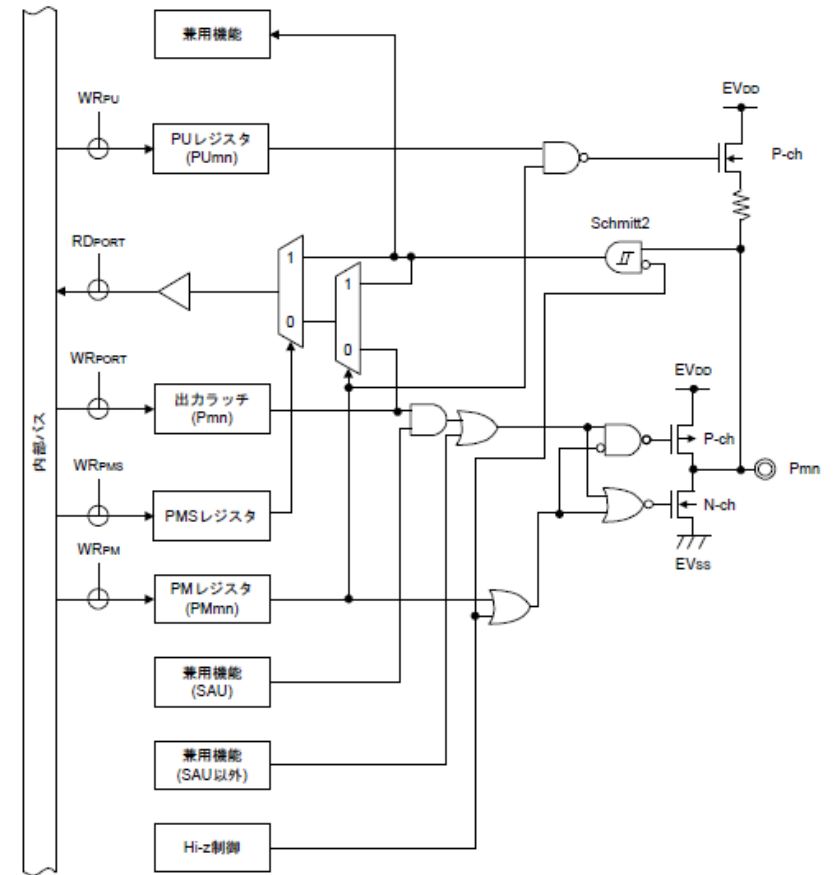 兼用機能
WRPU
EVDD
PUレジスタ
(PUmn)
P-ch
Schmitt2
RDPORT
1
1
0
0
WRPORT
EVDD
出力ラッチ
(Pmn)
P-ch
内部バス
WRPMS
Pmn
N-ch
PMSレジスタ
WRPM
EVSS
PMレジスタ
(PMmn)
兼用機能
(SAU)
兼用機能
(SAU以外)
Hi-z制御